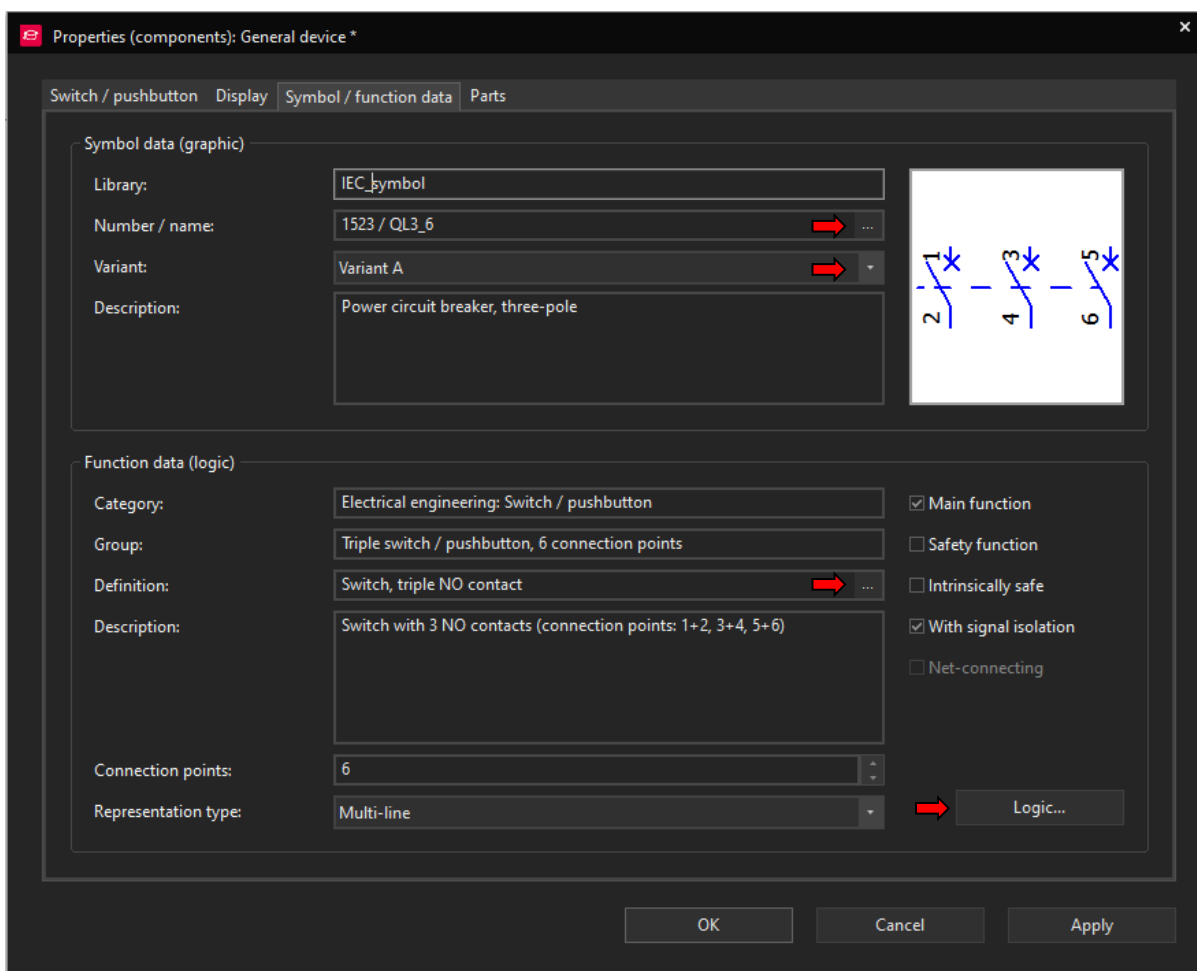 Properties (components): General device *
Switch / pushbutton Display Symbol / function data Parts
Symbol data (graphic)
Library: IEC_symbol
Number / name: 1523 / QL3_6 ...
Variant: Variant A
Description: Power circuit breaker, three-pole
1 3 5
2 4 6
Function data (logic)
Category: Electrical engineering: Switch / pushbutton Main function
Group: Triple switch / pushbutton, 6 connection points Safety function
Definition: Switch, triple NO contact ... Intrinsically safe
Description: Switch with 3 NO contacts (connection points: 1+2, 3+4, 5+6) With signal isolation
Net-connecting
Connection points: 6
Representation type: Multi-line Logic...
OK Cancel Apply